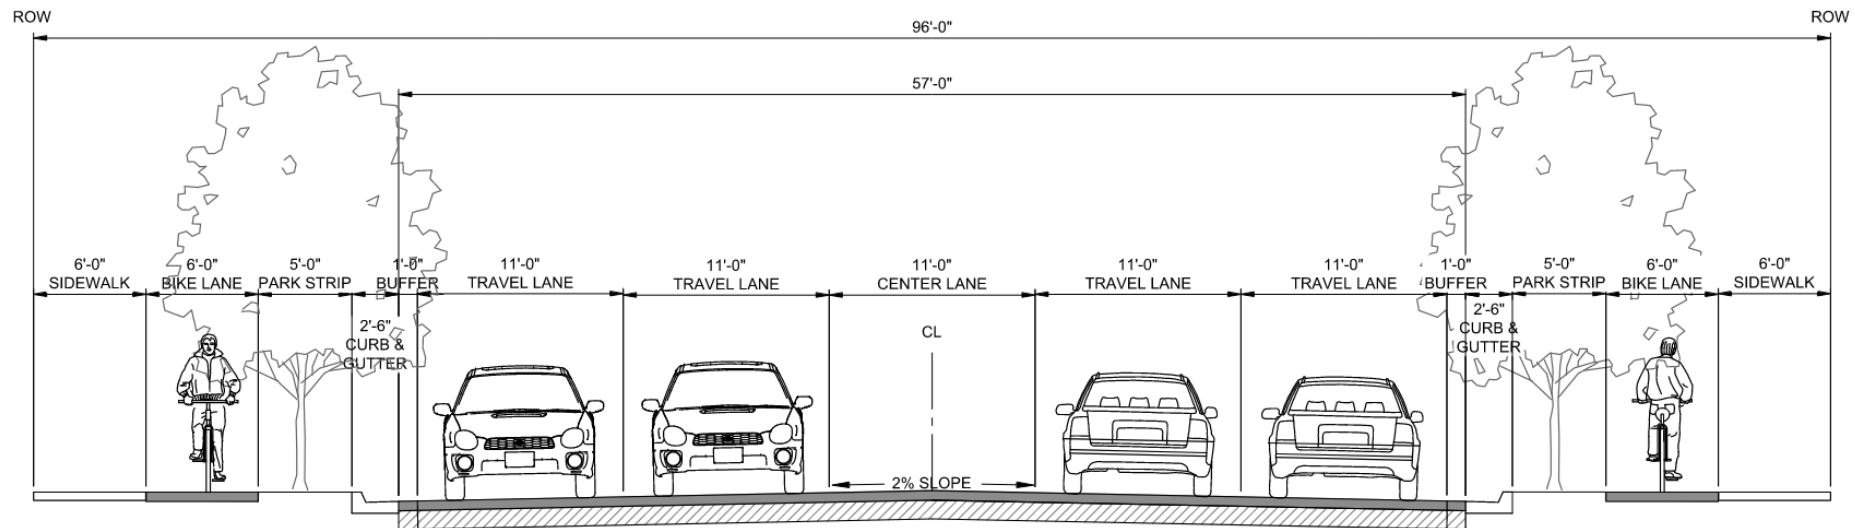 ROW
ROW
96'-0"
57'-0"
6'-0"
SIDEWALK
6'-0"
BIKE LANE
5'-0"
PARK STRIP
1'-0"
BUFFER
11'-0"
TRAVEL LANE
11'-0"
TRAVEL LANE
11'-0"
CENTER LANE
11'-0"
TRAVEL LANE
11'-0"
TRAVEL LANE
1'-0"
BUFFER
5'-0"
PARK STRIP
6'-0"
BIKE LANE
6'-0"
SIDEWALK
2'-6"
CURB &
GUTTER
CL
2'-6"
CURB &
GUTTER
2% SLOPE